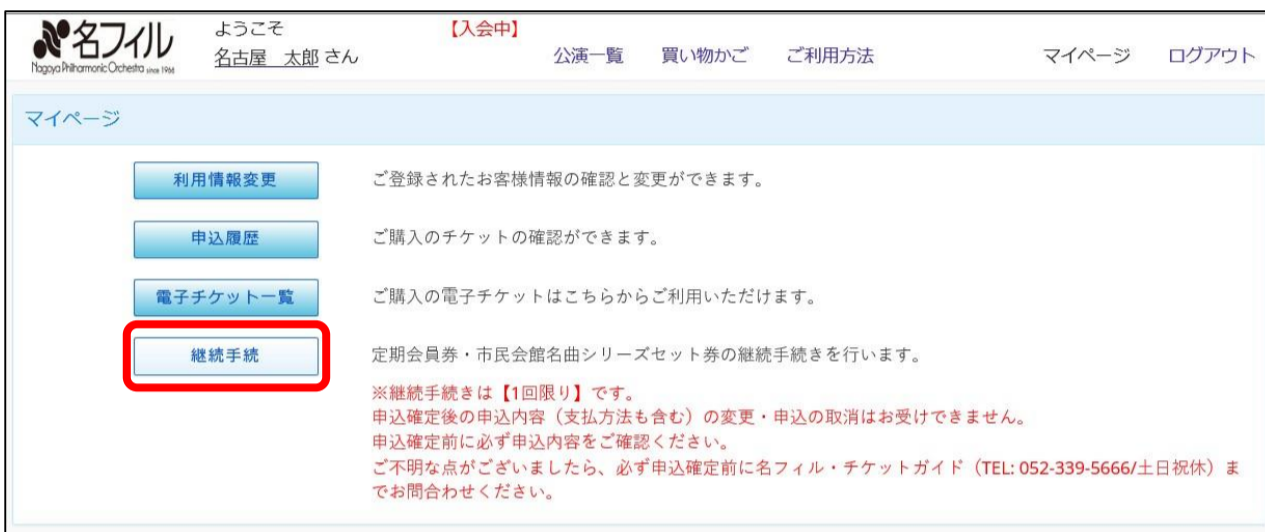 名フィル
Nagoya Philharmonic Orchestra since 1966
ようこそ
名古屋　太郎 さん
【入会中】
公演一覧　買い物かご　ご利用方法　マイページ　ログアウト
マイページ
利用情報変更　ご登録されたお客様情報の確認と変更ができます。
申込履歴　ご購入のチケットの確認ができます。
電子チケット一覧　ご購入の電子チケットはこちらからご利用いただけます。
継続手続　定期会員券・市民会館名曲シリーズセット券の継続手続きを行います。
※継続手続きは【1回限り】です。
申込確定後の申込内容（支払方法も含む）の変更・申込の取消はお受けできません。
申込確定前に必ず申込内容をご確認ください。
ご不明な点がございましたら、必ず申込確定前に名フィル・チケットガイド（TEL: 052-339-5666/土日祝休）ま
でお問合わせください。